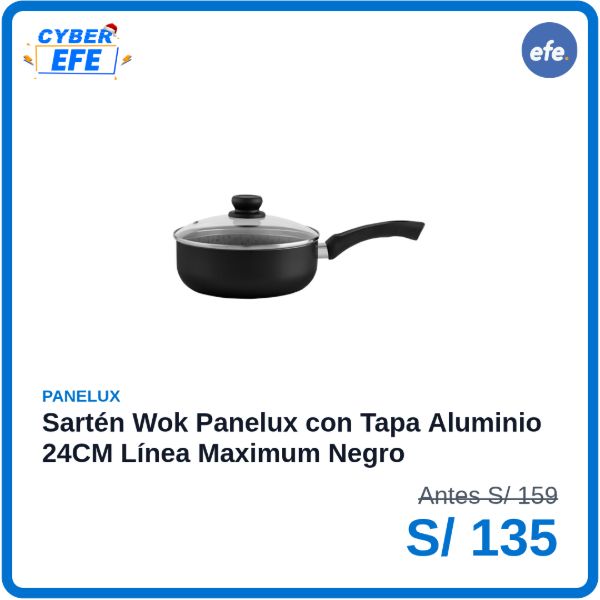 CYBER
EFE
efe.
PANELUX
Sartén Wok Panelux con Tapa Aluminio
24CM Línea Maximum Negro
Antes S/ 159
S/ 135